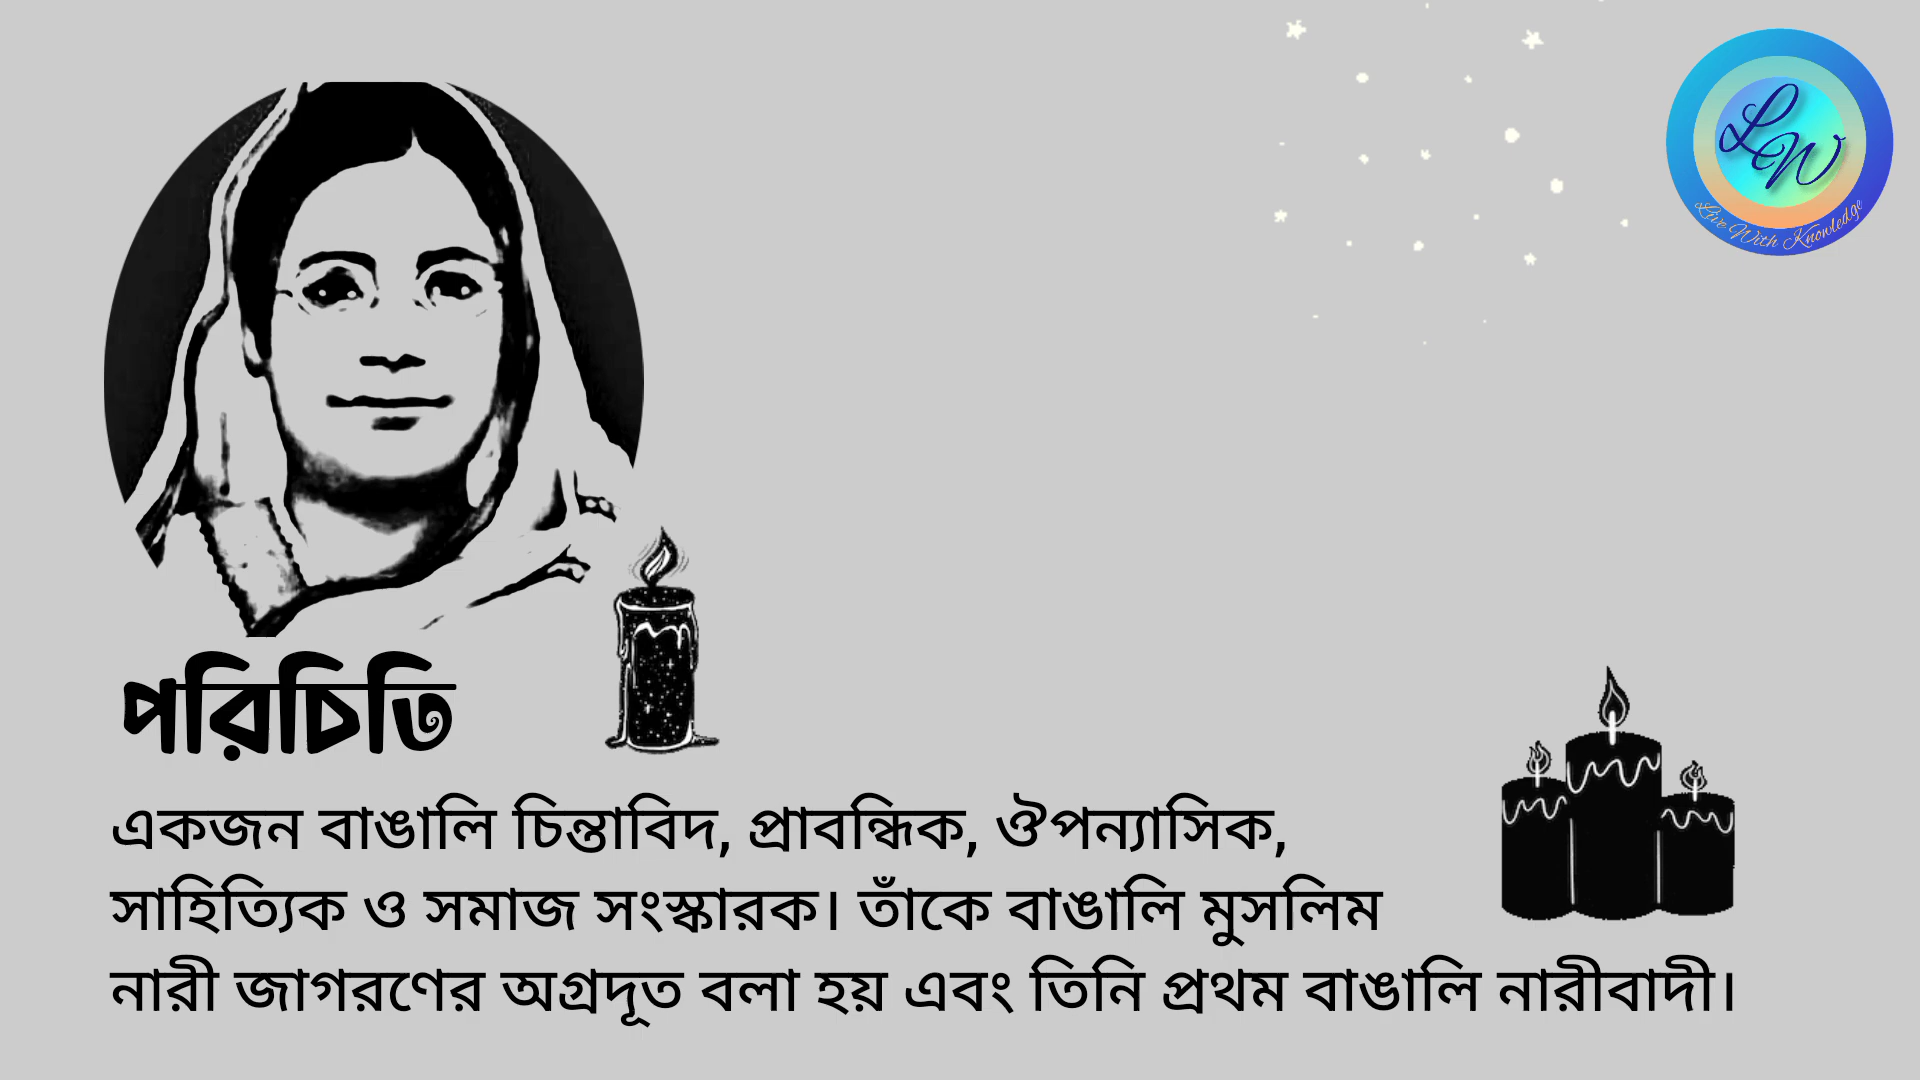 LW
Live With Knowledge
পরিচিতি
একজন বাঙালি চিন্তাবিদ, প্রাবন্ধিক, ঔপন্যাসিক,
সাহিত্যিক ও সমাজ সংস্কারক। তাঁকে বাঙালি মুসলিম
নারী জাগরণের অগ্রদূত বলা হয় এবং তিনি প্রথম বাঙালি নারীবাদী।